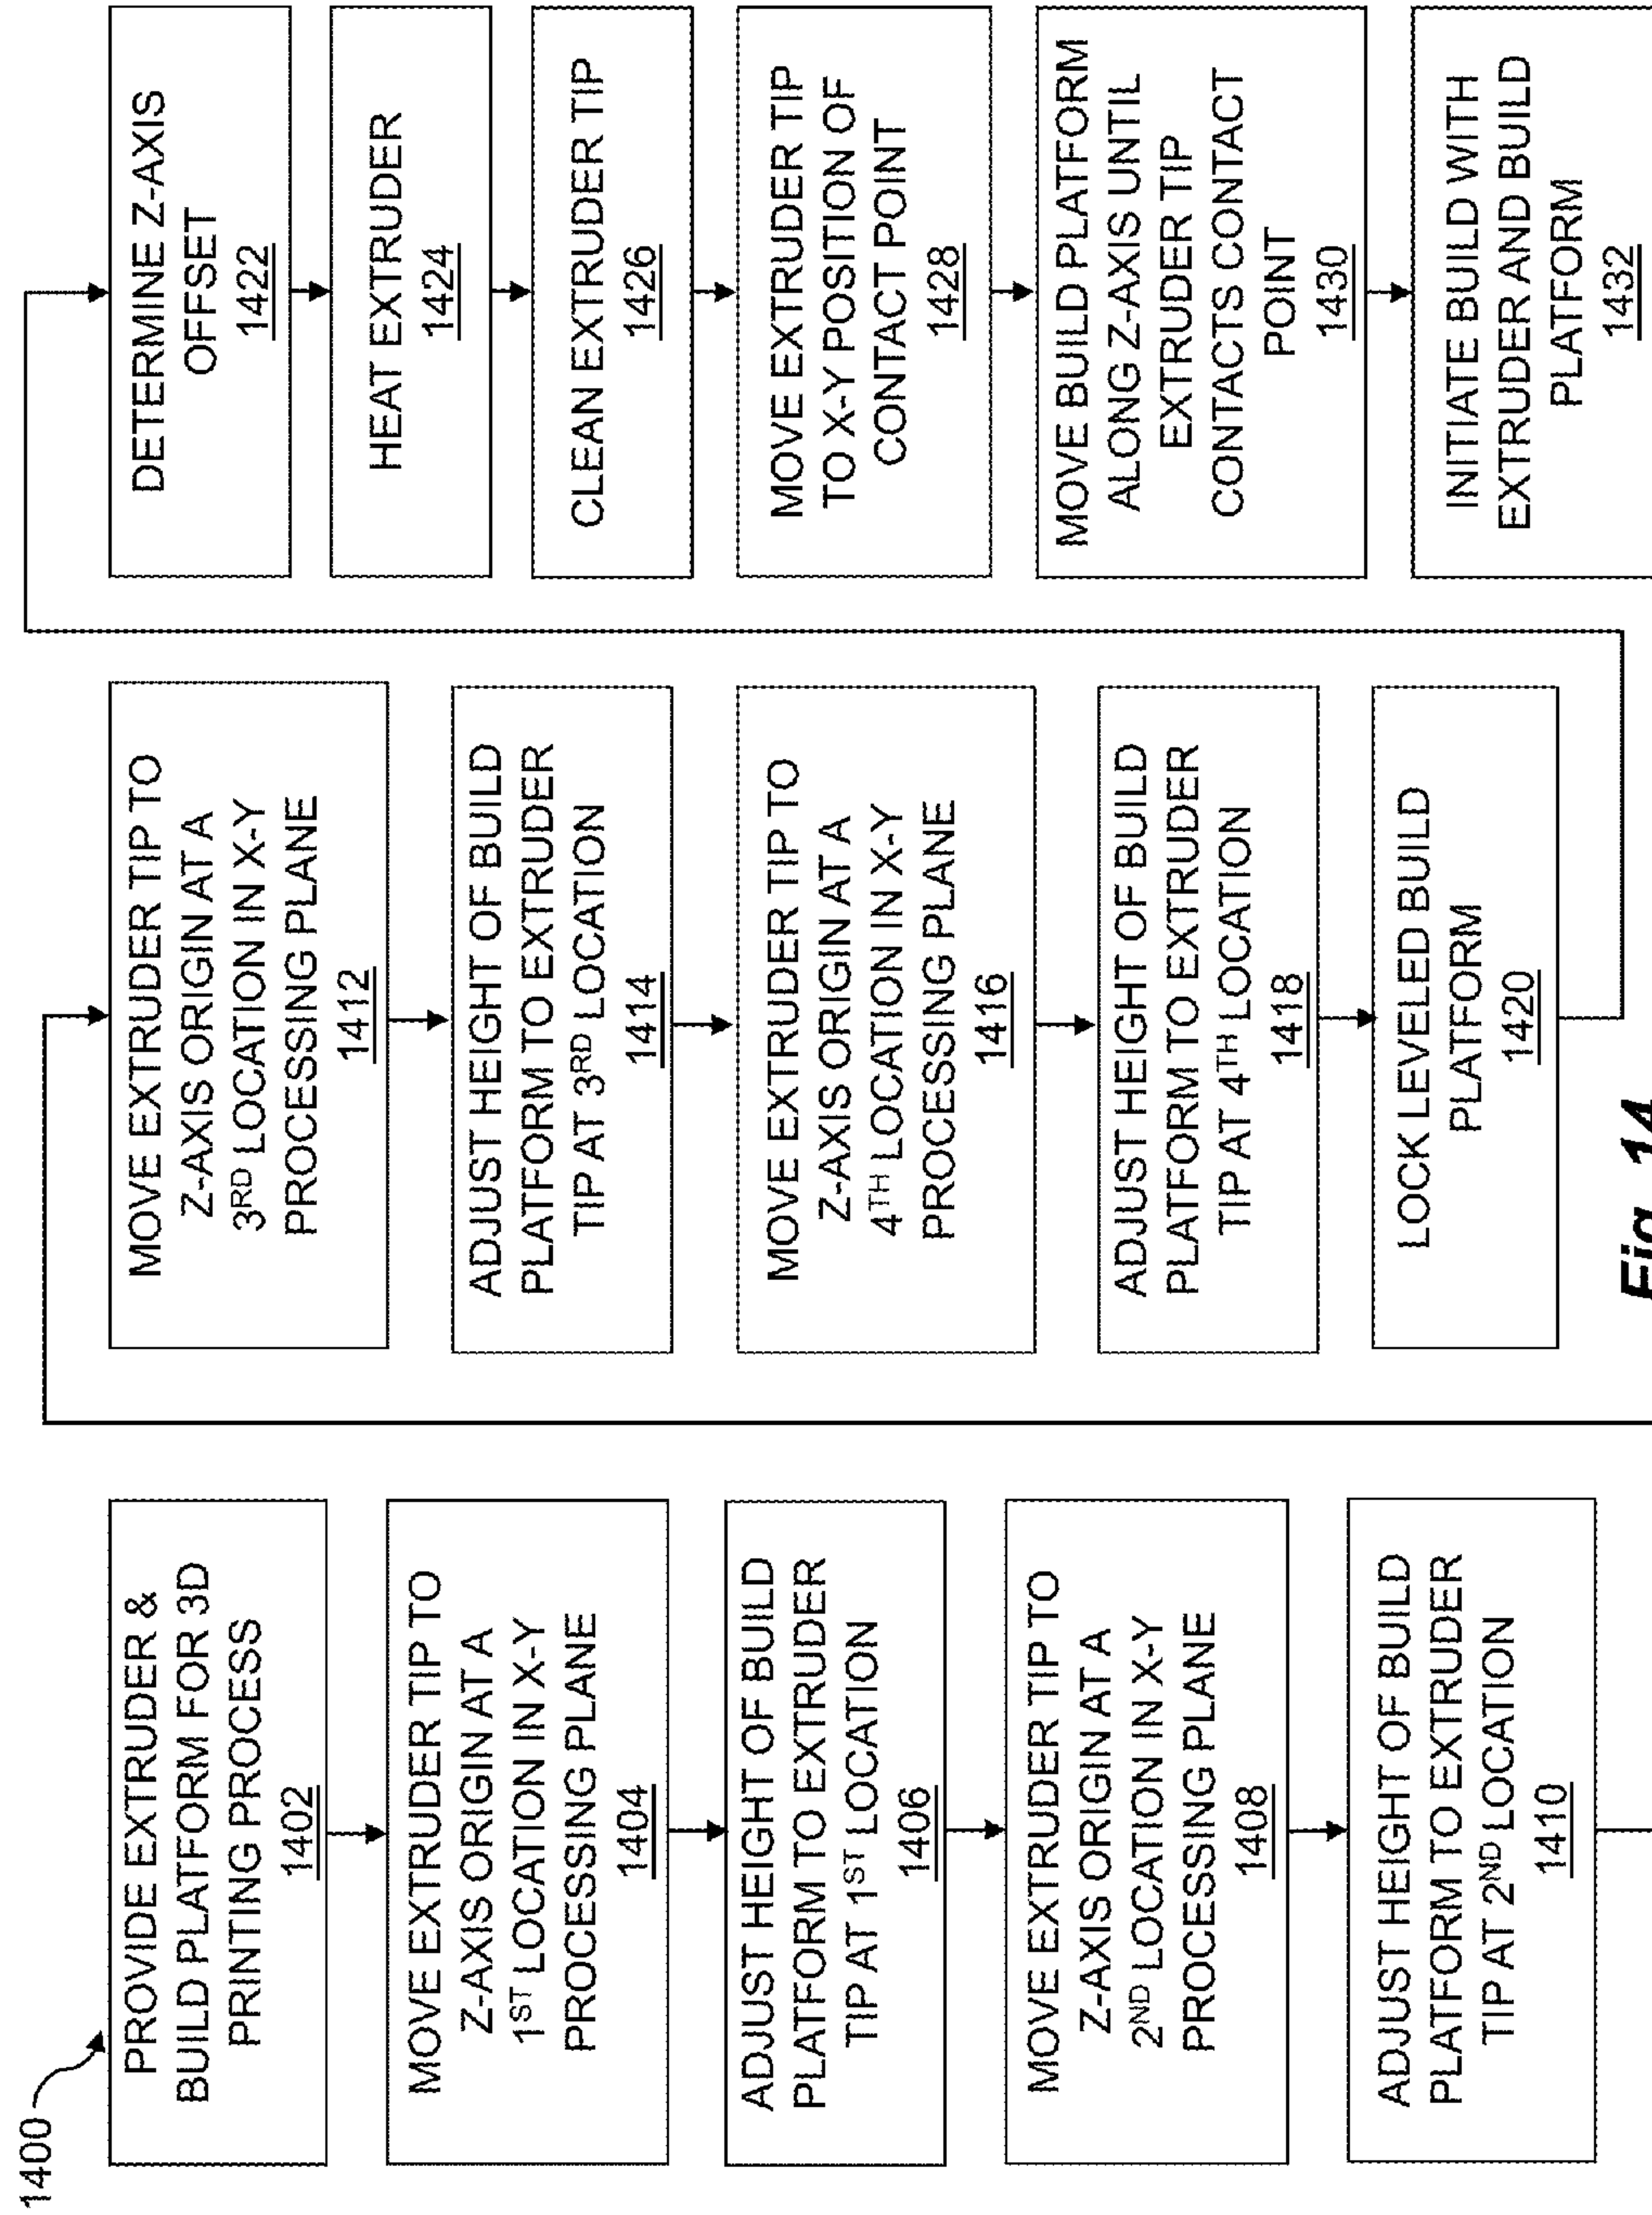 1400
PROVIDE EXTRUDER &
BUILD PLATFORM FOR 3D
PRINTING PROCESS
1402
MOVE EXTRUDER TIP TO
Z-AXIS ORIGIN AT A
1ST LOCATION IN X-Y
PROCESSING PLANE
1404
ADJUST HEIGHT OF BUILD
PLATFORM TO EXTRUDER
TIP AT 1ST LOCATION
1406
MOVE EXTRUDER TIP TO
Z-AXIS ORIGIN AT A
2ND LOCATION IN X-Y
PROCESSING PLANE
1408
ADJUST HEIGHT OF BUILD
PLATFORM TO EXTRUDER
TIP AT 2ND LOCATION
1410
MOVE EXTRUDER TIP TO
Z-AXIS ORIGIN AT A
3RD LOCATION IN X-Y
PROCESSING PLANE
1412
ADJUST HEIGHT OF BUILD
PLATFORM TO EXTRUDER
TIP AT 3RD LOCATION
1414
MOVE EXTRUDER TIP TO
Z-AXIS ORIGIN AT A
4TH LOCATION IN X-Y
PROCESSING PLANE
1416
ADJUST HEIGHT OF BUILD
PLATFORM TO EXTRUDER
TIP AT 4TH LOCATION
1418
LOCK LEVELED BUILD
PLATFORM
1420
DETERMINE Z-AXIS
OFFSET
1422
HEAT EXTRUDER
1424
CLEAN EXTRUDER TIP
1426
MOVE EXTRUDER TIP
TO X-Y POSITION OF
CONTACT POINT
1428
MOVE BUILD PLATFORM
ALONG Z-AXIS UNTIL
EXTRUDER TIP
CONTACTS CONTACT
POINT
1430
INITIATE BUILD WITH
EXTRUDER AND BUILD
PLATFORM
1432
Fig. 14